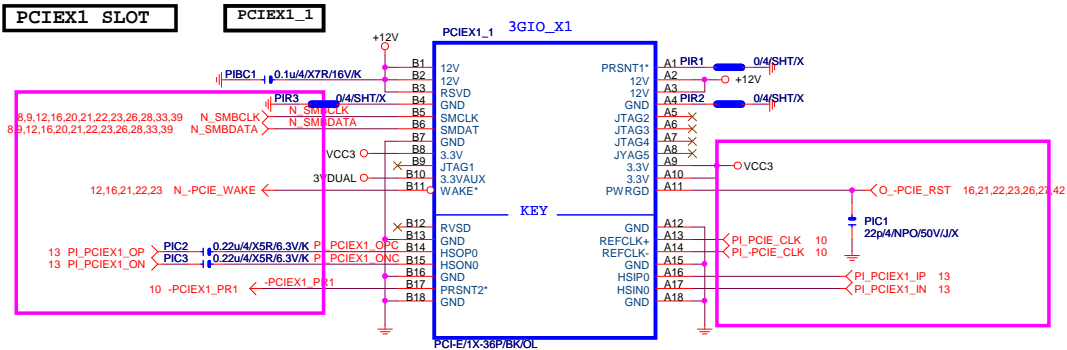 PCIEX1 SLOT
PCIEX1_1
3GIO_X1
+12V
PCIEX1_1
PIBC1 0.1u/4/X7R/16V/K
B1 12V
B2 12V
B3 RSVD
PIR3 0/4/SHT/X
B4 GND
8,9,12,16,20,21,22,23,26,28,33,39 N_SMBCLK N_SMBCLK B5 SMCLK
8,9,12,16,20,21,22,23,26,28,33,39 N_SMBDATA N_SMBDATA B6 SMDAT
B7 GND
VCC3 B8 3.3V
B9 JTAG1
3VDUAL B10 3.3VAUX
12,16,21,22,23 N_-PCIE_WAKE B11 WAKE*
KEY
B12 RVSD
B13 GND
13 PI_PCIEX1_OP PIC2 0.22u/4/X5R/6.3V/K PI_PCIEX1_OPC B14 HSOP0
13 PI_PCIEX1_ON PIC3 0.22u/4/X5R/6.3V/K PI_PCIEX1_ONC B15 HSON0
B16 GND
10 -PCIEX1_PR1 -PCIEX1_PR1 B17 PRSNT2*
B18 GND
PRSNT1* A1 PIR1 0/4/SHT/X
12V A2 +12V
12V A3
GND A4 PIR2 0/4/SHT/X
JTAG2 A5
JTAG3 A6
JTAG4 A7
JYAG5 A8
3.3V A9 VCC3
3.3V A10
PWRGD A11 O_-PCIE_RST 16,21,22,23,26,27,42
PIC1
22p/4/NPO/50V/J/X
GND A12
REFCLK+ A13 PI_PCIE_CLK 10
REFCLK- A14 PI_-PCIE_CLK 10
GND A15
HSIP0 A16 PI_PCIEX1_IP 13
HSIN0 A17 PI_PCIEX1_IN 13
GND A18
PCI-E/1X-36P/BK/OL